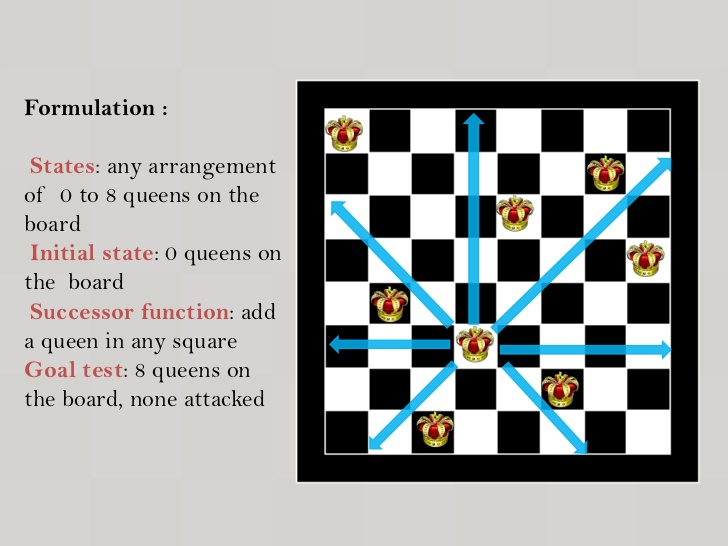 Formulation :
States: any arrangement
of 0 to 8 queens on the
board
Initial state: 0 queens on
the board
Successor function: add
a queen in any square
Goal test: 8 queens on
the board, none attacked